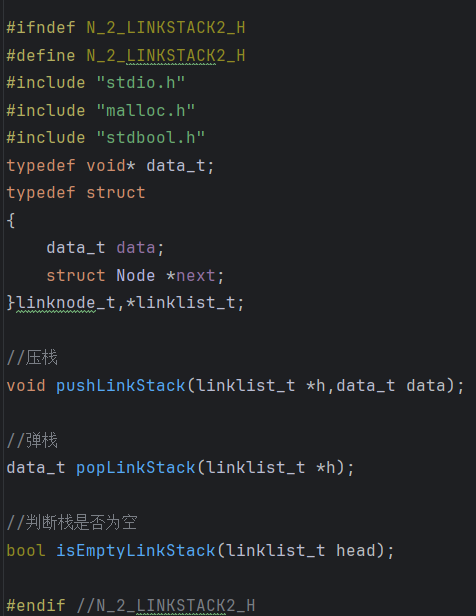 #ifndef N_2_LINKSTACK2_H
#define N_2_LINKSTACK2_H
#include "stdio.h"
#include "malloc.h"
#include "stdbool.h"
typedef void* data_t;
typedef struct
{
    data_t data;
    struct Node *next;
}linknode_t,*linklist_t;

//压栈
void pushLinkStack(linklist_t *h,data_t data);

//弹栈
data_t popLinkStack(linklist_t *h);

//判断栈是否为空
bool isEmptyLinkStack(linklist_t head);

#endif //N_2_LINKSTACK2_H